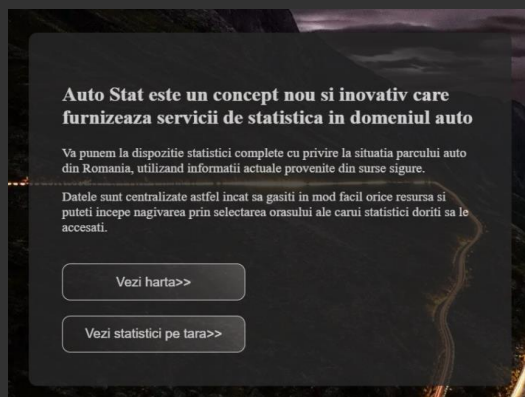 Auto Stat este un concept nou si inovativ care
furnizeaza servicii de statistica in domeniul auto
Va punem la dispozitie statistici complete cu privire la situatia parcului auto
din Romania, utilizand informatii actuale provenite din surse sigure.
Datele sunt centralizate astfel incat sa gasiti in mod facil orice resursa si
puteti incepe nagivarea prin selectarea orasului ale carui statistici doriti sa le
accesati.
Vezi harta>>
Vezi statistici pe tara>>